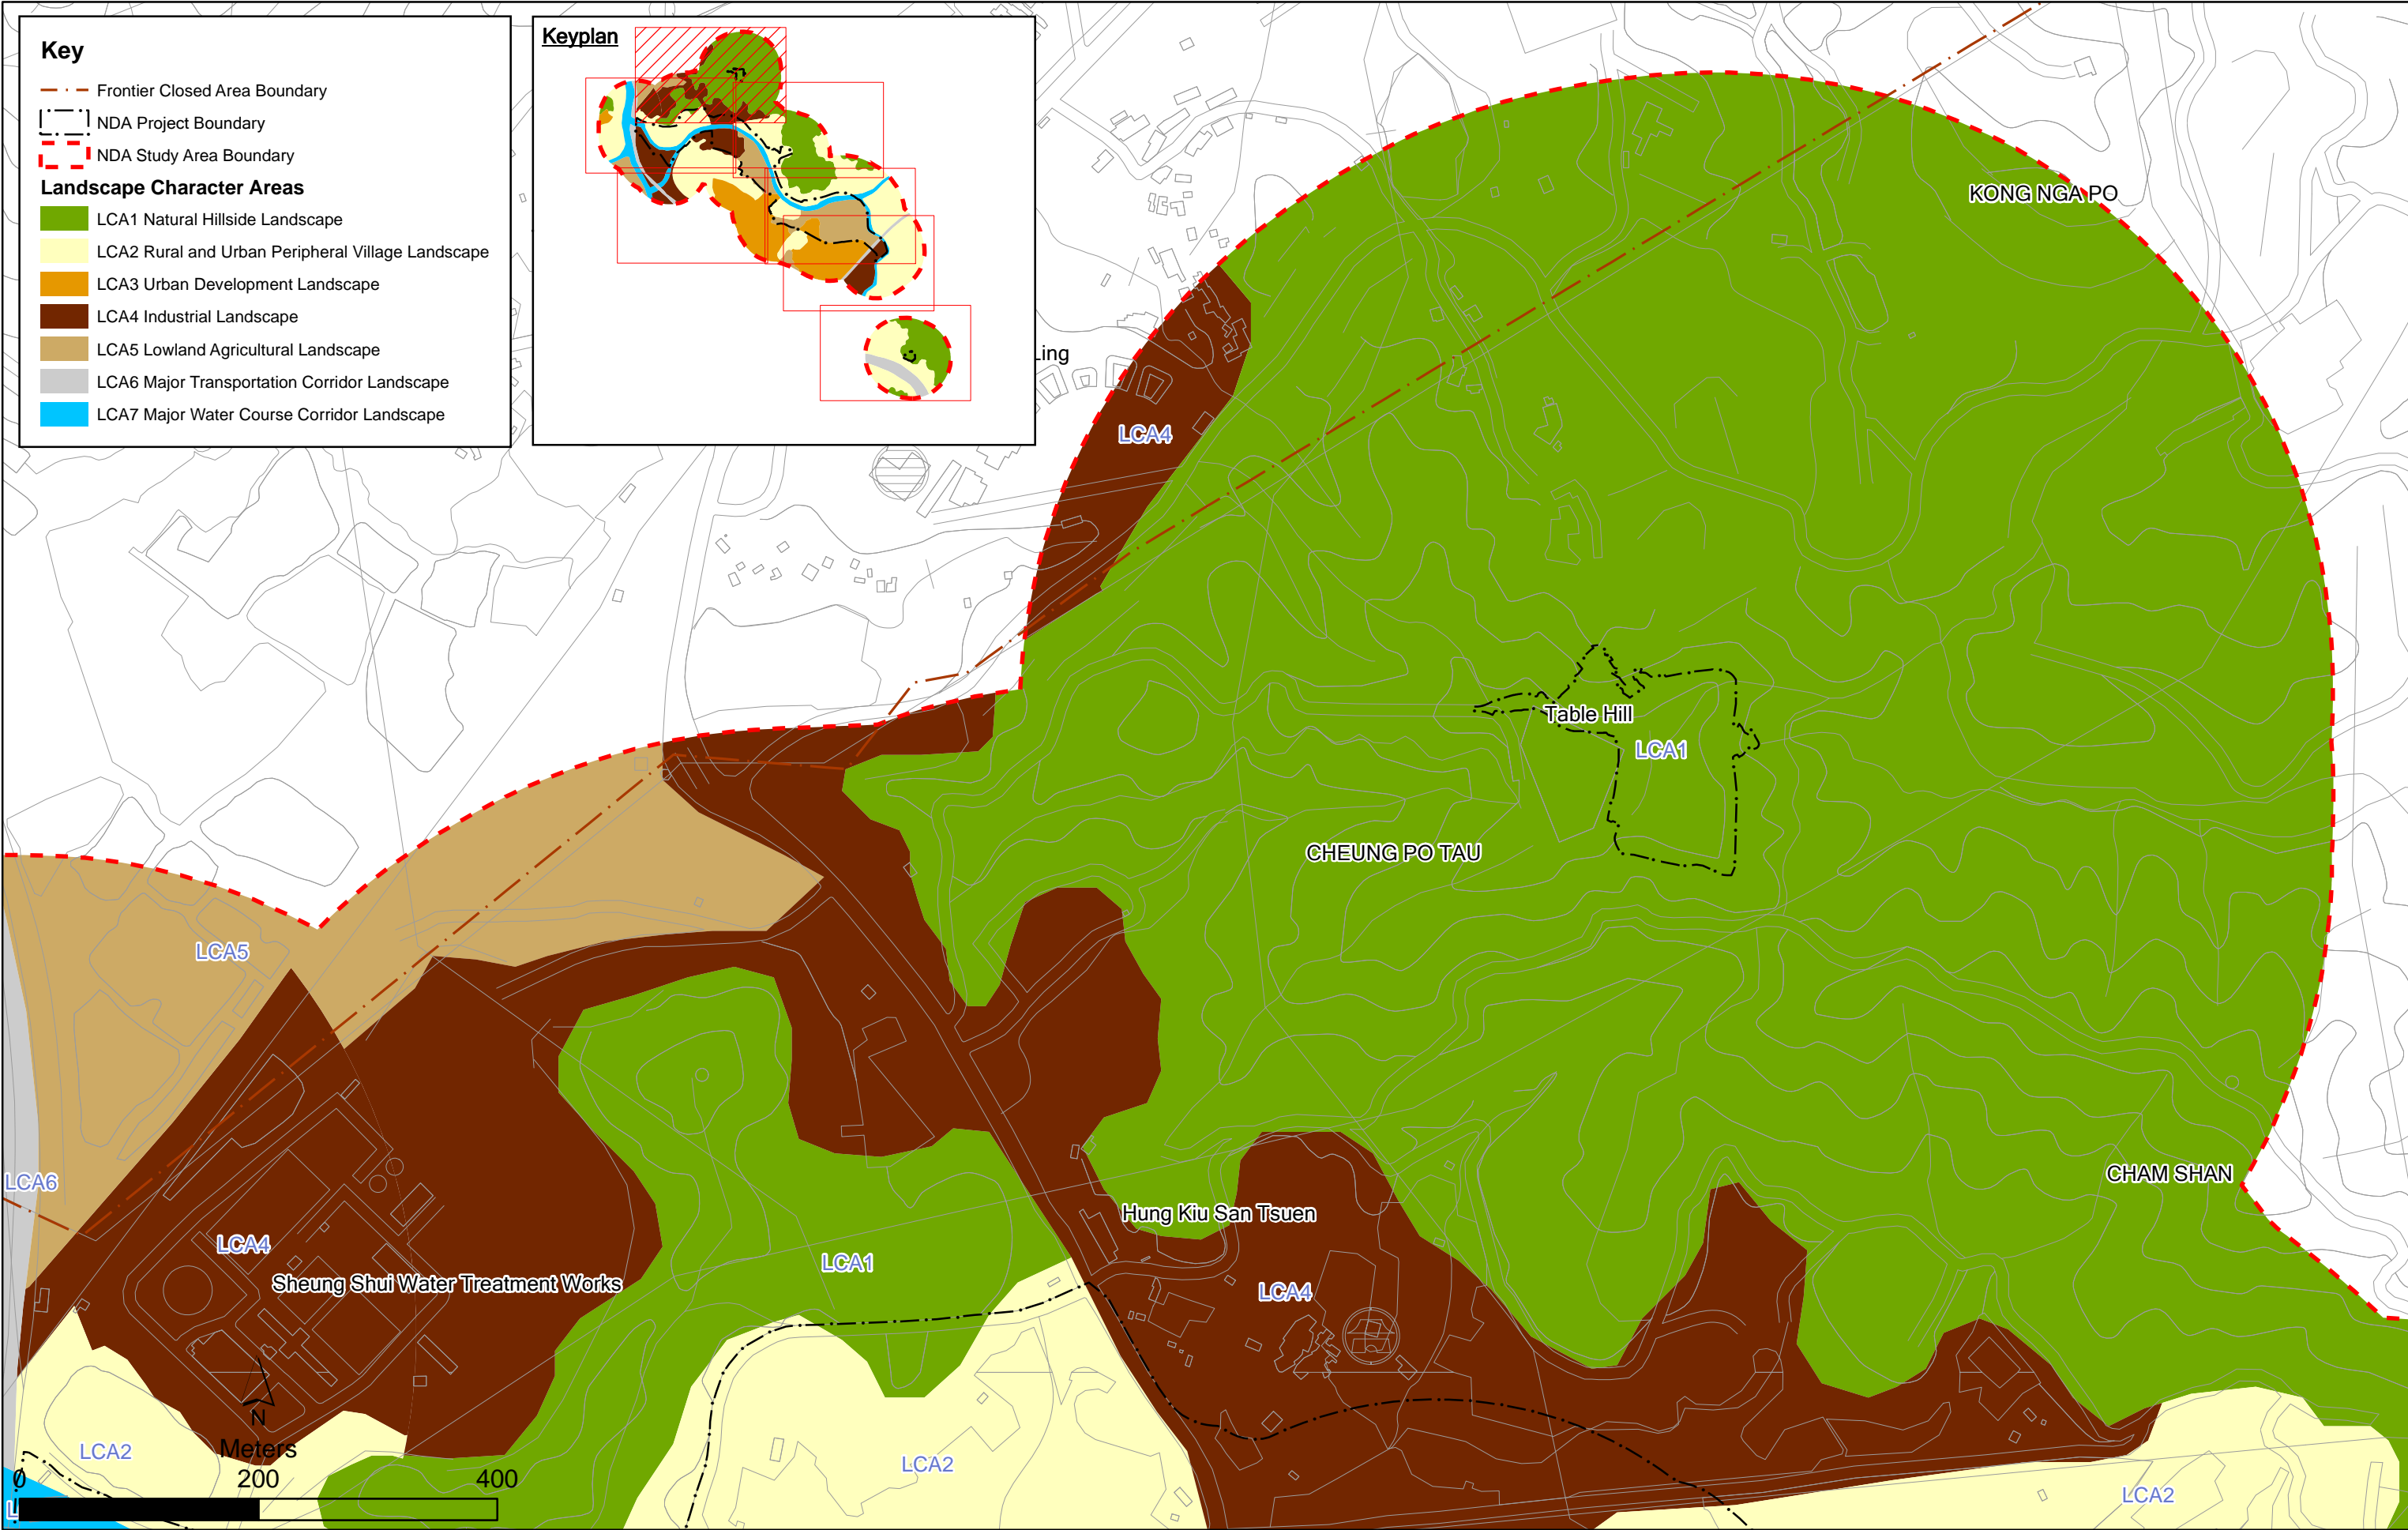 Key
Frontier Closed Area Boundary
NDA Project Boundary
NDA Study Area Boundary
Landscape Character Areas
LCA1 Natural Hillside Landscape
LCA2 Rural and Urban Peripheral Village Landscape
LCA3 Urban Development Landscape
LCA4 Industrial Landscape
LCA5 Lowland Agricultural Landscape
LCA6 Major Transportation Corridor Landscape
LCA7 Major Water Course Corridor Landscape
Keyplan
KONG NGA PO
Ling
LCA4
Table Hill
LCA1
CHEUNG PO TAU
LCA5
CHAM SHAN
LCA6
Hung Kiu San Tsuen
LCA4
LCA1
Sheung Shui Water Treatment Works
LCA4
N
Meters
LCA2
LCA2
0 200 400
LCA2
L